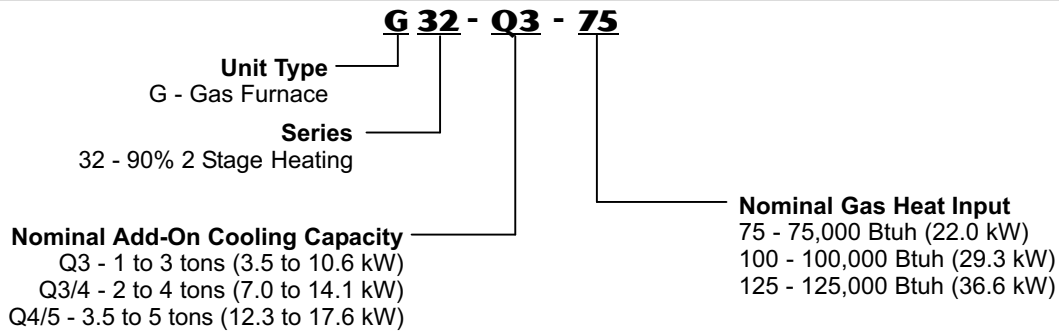 G 32 - Q3 - 75
Unit Type
G - Gas Furnace
Series
32 - 90% 2 Stage Heating
Nominal Add-On Cooling Capacity
Q3 - 1 to 3 tons (3.5 to 10.6 kW)
Q3/4 - 2 to 4 tons (7.0 to 14.1 kW)
Q4/5 - 3.5 to 5 tons (12.3 to 17.6 kW)
Nominal Gas Heat Input
75 - 75,000 Btuh (22.0 kW)
100 - 100,000 Btuh (29.3 kW)
125 - 125,000 Btuh (36.6 kW)